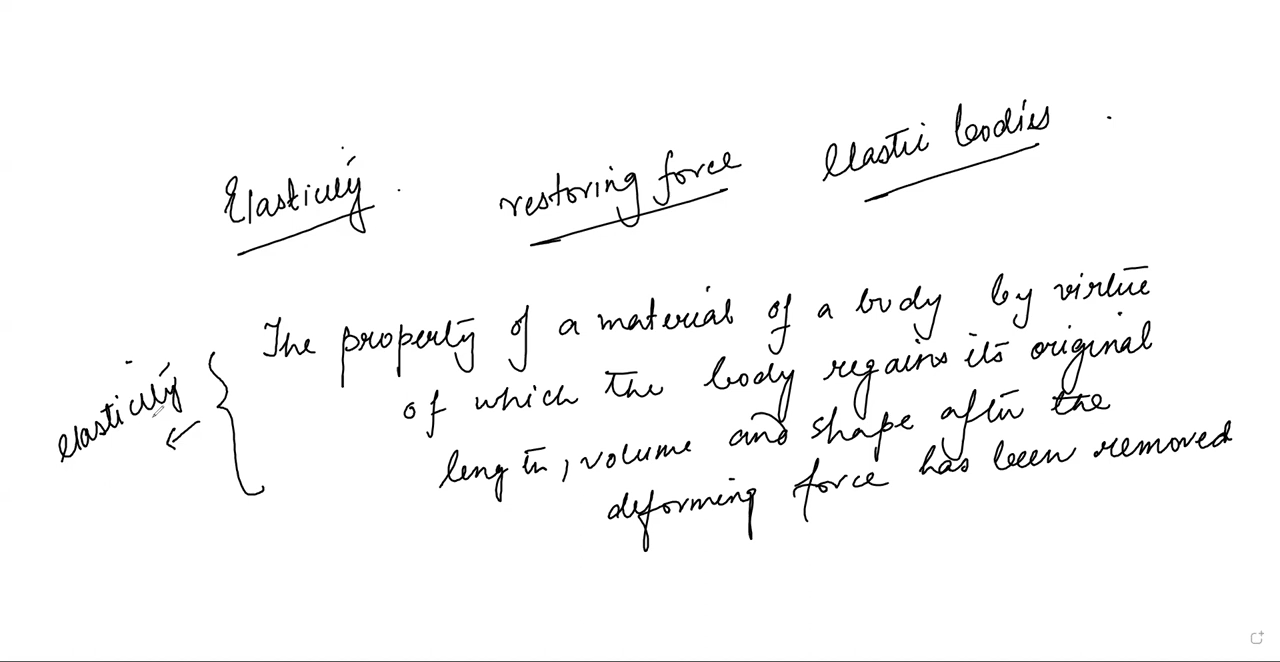 Elasticity. restoring force Elastic bodies.
The property of a material of a body by virtue
elasticity ← { of which the body regains its original
length, volume and shape after the
deforming force has been removed